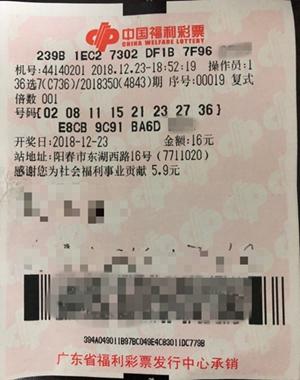 中国福利彩票
CHINA WELFARE LOTTERY
239B 1EC2 7302 DF1B 7F96
机号:44140201 2018.12.23-18:52:19 操作员:1
36选7(C736)/2018350(4843)期 序号:00019 复式
倍数 001
号码{02 08 11 15 21 23 27 36}
E8CB 9C91 BA6D
开奖日:2018-12-23 金额:16元
站地址:阳春市东湖西路16号(7711020)
感谢您为社会福利事业贡献 5.9元
394A049011B97BC049E4C83011DC779B
广东省福利彩票发行中心承销